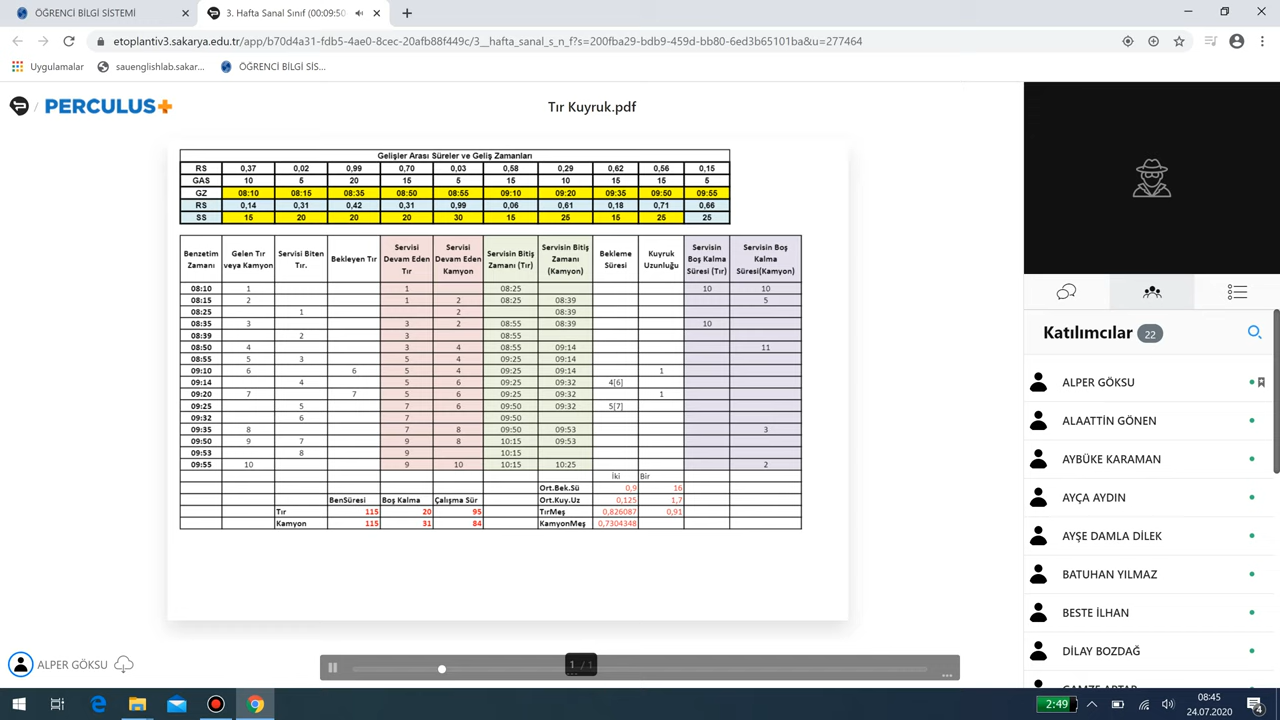 ÖĞRENCİ BİLGİ SİSTEMİ
3. Hafta Sanal Sınıf (00:09:50
etoplantiv3.sakarya.edu.tr/app/b70d4a31-fdb5-4ae0-8cec-20afb88f449c/3__hafta_sanal_s_n_f?s=200fba29-bdb9-459d-bb80-6ed3b65101ba&u=277464
Uygulamalar sauenglishlab.sakar... ÖĞRENCİ BİLGİ SİS...
/ PERCULUS+ Tır Kuyruk.pdf
Gelişler Arası Süreler ve Geliş Zamanları
RS 0,37 0,02 0,99 0,70 0,03 0,58 0,29 0,62 0,56 0,15
GAS 10 5 20 15 5 15 10 15 15 5
GZ 08:10 08:15 08:35 08:50 08:55 09:10 09:20 09:35 09:50 09:55
RS 0,14 0,31 0,42 0,31 0,99 0,06 0,61 0,18 0,71 0,66
SS 15 20 20 20 30 15 25 15 25 25
Benzetim Zamanı Gelen Tır veya Kamyon Servisi Biten Tır. Bekleyen Tır Servisi Devam Eden Tır Servisi Devam Eden Kamyon Servisin Bitiş Zamanı (Tır) Servisin Bitiş Zamanı (Kamyon) Bekleme Süresi Kuyruk Uzunluğu Servisin Boş Kalma Süresi (Tır) Servisin Boş Kalma Süresi(Kamyon)
08:10 1 1 08:25 10 10
08:15 2 1 2 08:25 08:39 5
08:25 1 2 08:39
08:35 3 3 2 08:55 08:39 10
08:39 2 3 08:55
08:50 4 3 4 08:55 09:14 11
08:55 5 3 5 4 09:25 09:14
09:10 6 6 5 4 09:25 09:14 1
09:14 4 5 6 09:25 09:32 4[6]
09:20 7 7 5 6 09:25 09:32 1
09:25 5 7 6 09:50 09:32 5[7]
09:32 6 7 09:50
09:35 8 7 8 09:50 09:53 3
09:50 9 7 9 8 10:15 09:53
09:53 8 9 10:15
09:55 10 9 10 10:15 10:25 2
İki Bir
Ort.Bek.Sü 0,9 16
BenSüresi Boş Kalma Çalışma Sür Ort.Kuy.Uz 0,125 1,7
Tır 115 20 95 TırMeş 0,826087 0,91
Kamyon 115 31 84 KamyonMeş 0,7304348
Katılımcılar 22
ALPER GÖKSU
ALAATTİN GÖNEN
AYBÜKE KARAMAN
AYÇA AYDIN
AYŞE DAMLA DİLEK
BATUHAN YILMAZ
BESTE İLHAN
DİLAY BOZDAĞ
GAMZE ARTAR
ALPER GÖKSU
1 / 1
2:49
08:45
24.07.2020
4